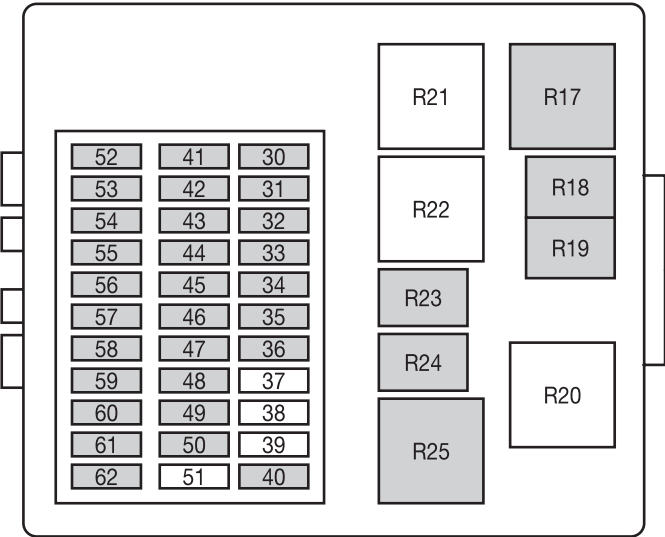 R21 R17
52 41 30
53 42 31 R18
54 43 32 R22
55 44 33 R19
56 45 34 R23
57 46 35
58 47 36 R24
59 48 37 R20
60 49 38
61 50 39 R25
62 51 40